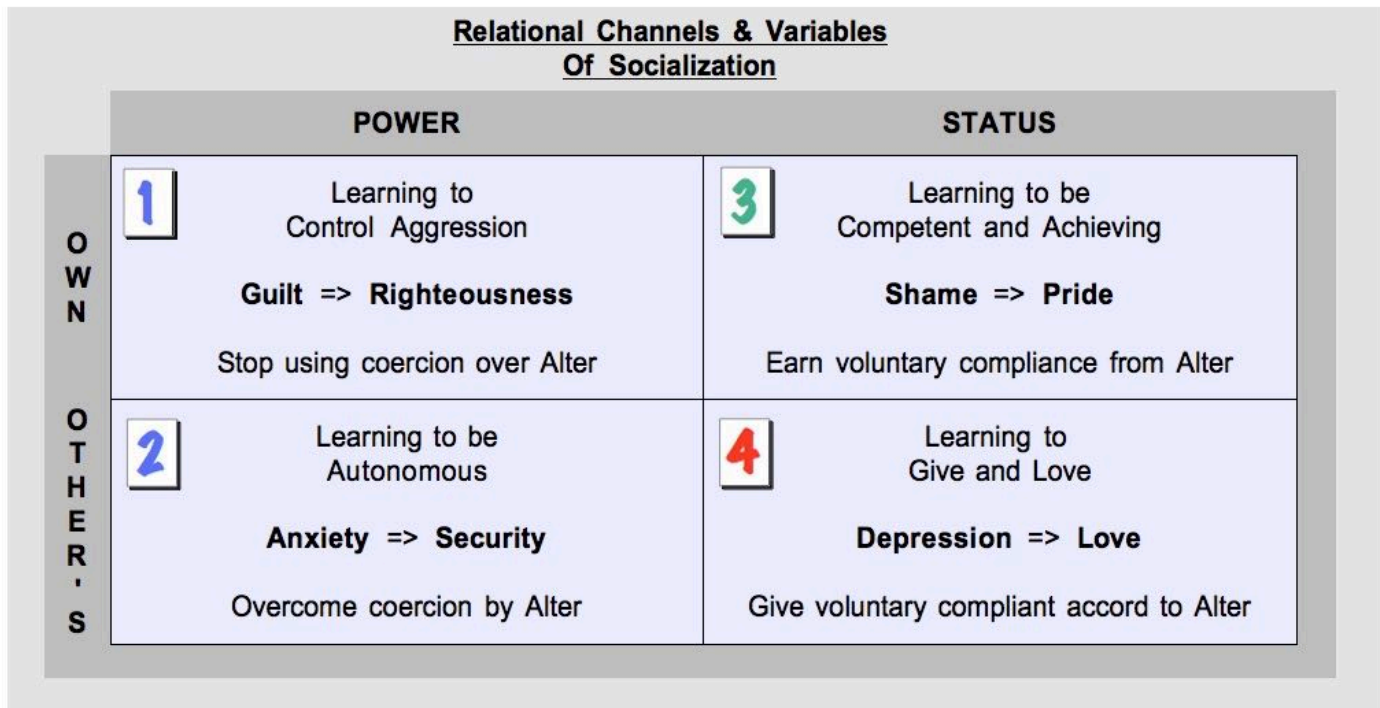 Relational Channels & Variables
Of Socialization
POWER
STATUS
OWN
1
Learning to
Control Aggression
Guilt => Righteousness
Stop using coercion over Alter
3
Learning to be
Competent and Achieving
Shame => Pride
Earn voluntary compliance from Alter
OTHER'S
2
Learning to be
Autonomous
Anxiety => Security
Overcome coercion by Alter
4
Learning to
Give and Love
Depression => Love
Give voluntary compliant accord to Alter